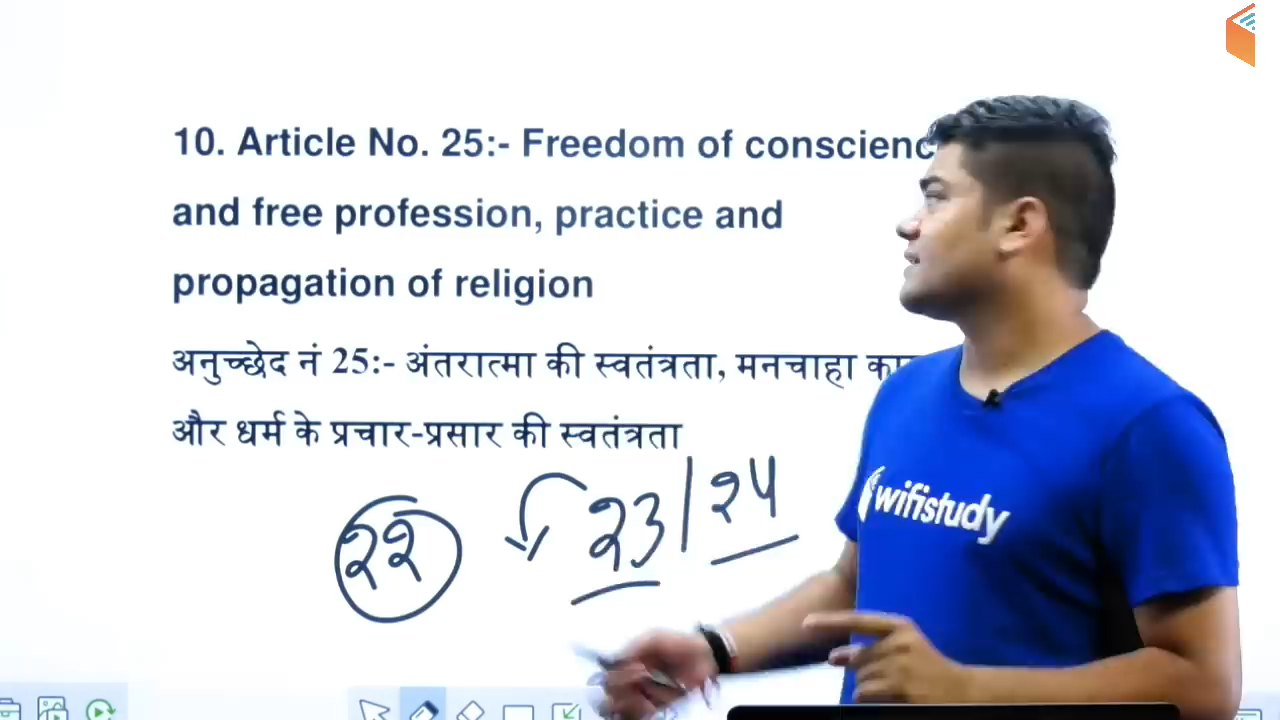 10. Article No. 25:- Freedom of conscienc
and free profession, practice and
propagation of religion
अनुच्छेद नं 25:- अंतरात्मा की स्वतंत्रता, मनचाहा
और धर्म के प्रचार-प्रसार की स्वतंत्रता
22 23 / 24
wifistudy